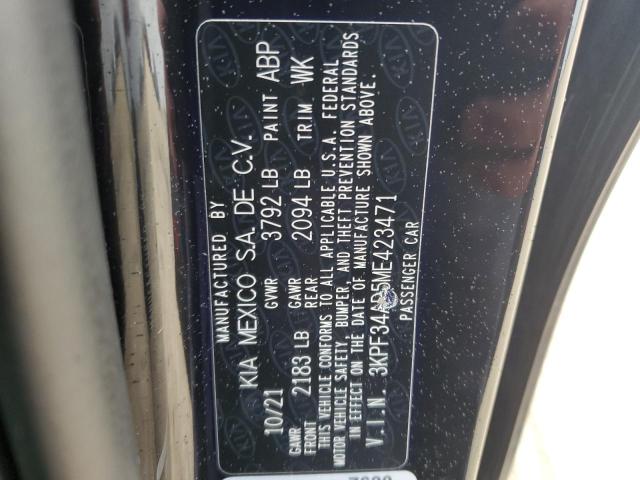 MANUFACTURED BY
KIA MEXICO S.A. DE C.V.
10/21 GVWR 3792 LB PAINT ABP
GAWR FRONT 2183 LB GAWR REAR 2094 LB TRIM WK
THIS VEHICLE CONFORMS TO ALL APPLICABLE U.S.A. FEDERAL
MOTOR VEHICLE SAFETY, BUMPER, AND THEFT PREVENTION STANDARDS
IN EFFECT ON THE DATE OF MANUFACTURE SHOWN ABOVE.
V.I.N 3KPF34AD5ME423471
PASSENGER CAR